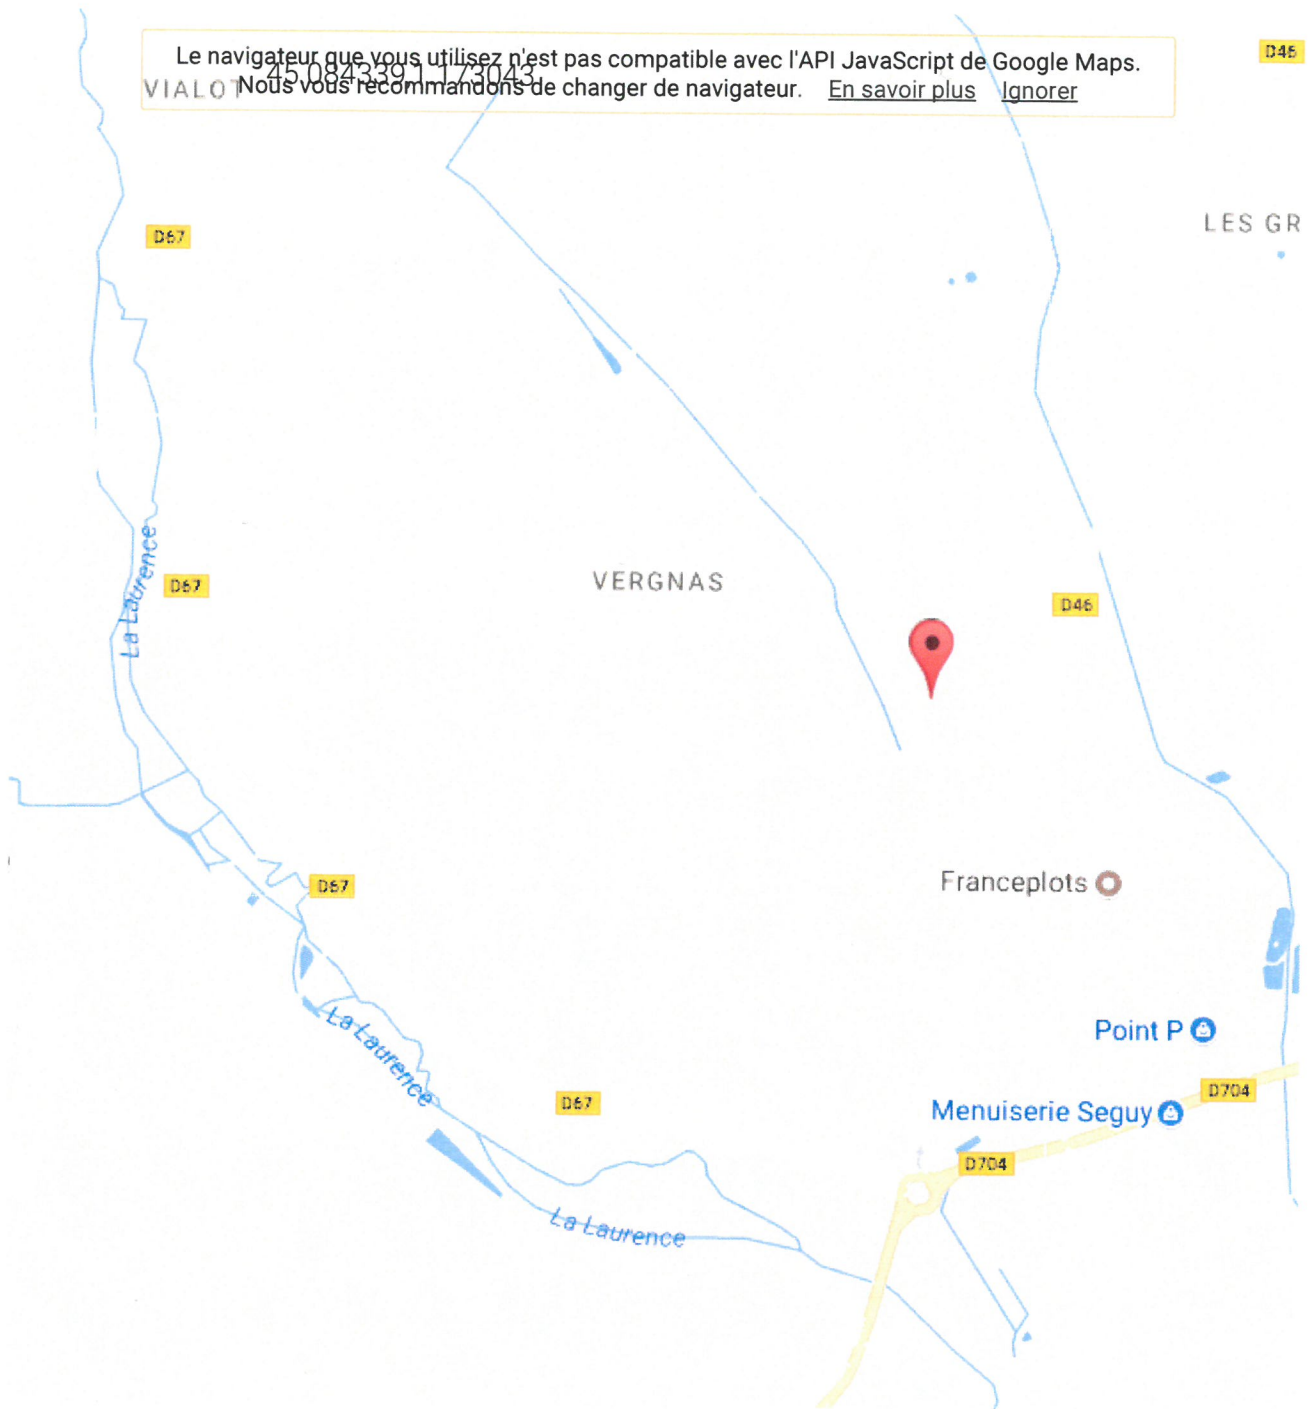 Le navigateur que vous utilisez n'est pas compatible avec l'API JavaScript de Google Maps.
45.084339,1.173043
Nous vous recommandons de changer de navigateur. En savoir plus Ignorer
VIALOT
D46
D67
LES GR
La Laurence
D67
VERGNAS
D46
D67
Franceplots
La Laurence
Point P
D67
D704
Menuiserie Seguy
D704
La Laurence